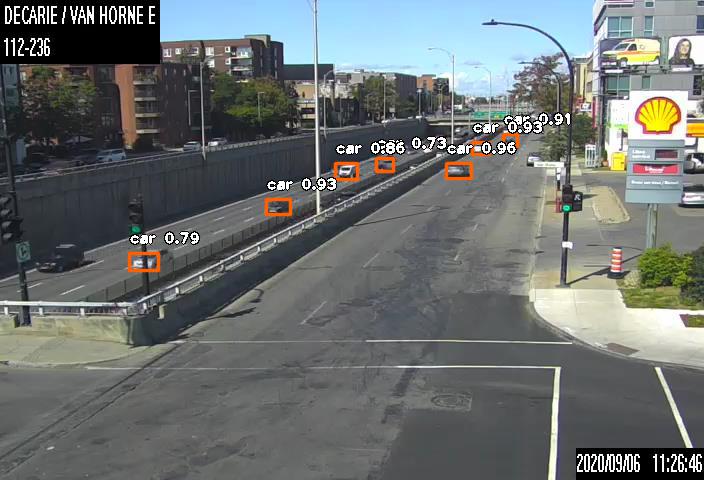 DECARIE / VAN HORNE E
112-236
car 0.91
car 0.93
car 0.96
0.73
car 0.86
car 0.93
car 0.79
P
2020/09/06 11:26:46